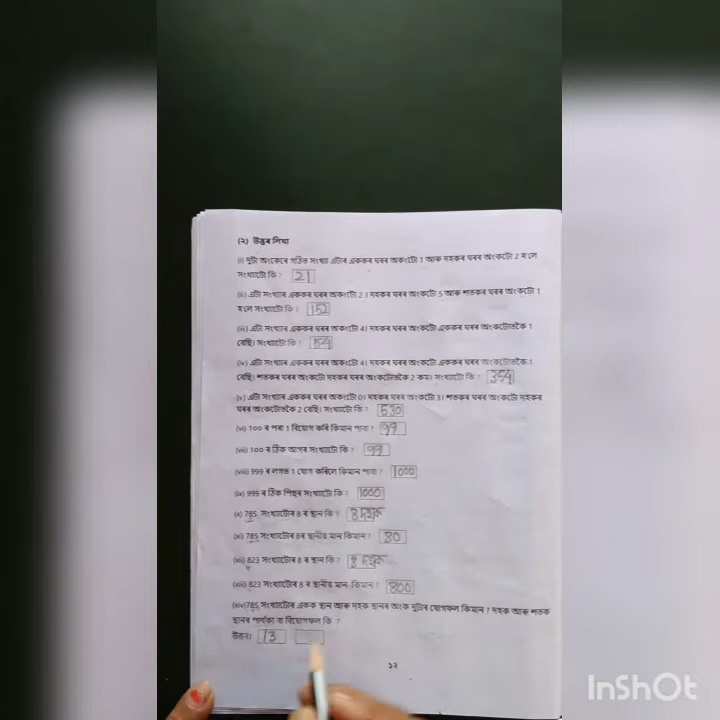 (২) উত্তৰ লিখা
(i) দুটা অংকেৰে গঠিত সংখ্যা এটাৰ এককৰ ঘৰৰ অংকটো 1 আৰু দহকৰ ঘৰৰ অংকটো 2 হ'লে
সংখ্যাটো কি ? 21
(ii) এটা সংখ্যাৰ এককৰ ঘৰৰ অংকটো 2 । দহকৰ ঘৰৰ অংকটো 5 আৰু শতকৰ ঘৰৰ অংকটো 1
হ'লে সংখ্যাটো কি ? 152
(iii) এটা সংখ্যাৰ এককৰ ঘৰৰ অংকটো 4। দহকৰ ঘৰৰ অংকটো এককৰ ঘৰৰ অংকটোতকৈ 1
বেছি। সংখ্যাটো কি ? 54
(iv) এটা সংখ্যাৰ এককৰ ঘৰৰ অংকটো 4। দহকৰ ঘৰৰ অংকটো এককৰ ঘৰৰ অংকটোতকৈ 1
বেছি। শতকৰ ঘৰৰ অংকটো দহকৰ ঘৰৰ অংকটোতকৈ 2 কম। সংখ্যাটো কি ? 354
(v) এটা সংখ্যাৰ এককৰ ঘৰৰ অংকটো 0। দহকৰ ঘৰৰ অংকটো 3। শতকৰ ঘৰৰ অংকটো দহকৰ
ঘৰৰ অংকটোতকৈ 2 বেছি। সংখ্যাটো কি ? 530
(vi) 100 ৰ পৰা 1 বিয়োগ কৰি কিমান পাবা ? 99
(vii) 100 ৰ ঠিক আগৰ সংখ্যাটো কি ? 99
(viii) 999 ৰ লগত 1 যোগ কৰিলে কিমান পাবা ? 1000
(ix) 999 ৰ ঠিক পিছৰ সংখ্যাটো কি ? 1000
(x) 785 সংখ্যাটোৰ 8 ৰ স্থান কি ? 8 দহক
(xi) 785 সংখ্যাটোৰ 8ৰ স্থানীয় মান কিমান ? 80
(xii) 823 সংখ্যাটোৰ 8 ৰ স্থান কি ? 8 দহক
(xiii) 823 সংখ্যাটোৰ 8 ৰ স্থানীয় মান কিমান ? 800
(xiv)785 সংখ্যাটোৰ একক স্থান আৰু দহক স্থানৰ অংক দুটাৰ যোগফল কিমান ? দহক আৰু শতক
স্থানৰ পাৰ্থক্য বা বিয়োগফল কি ?
উত্তৰঃ 13
১২
InShOt